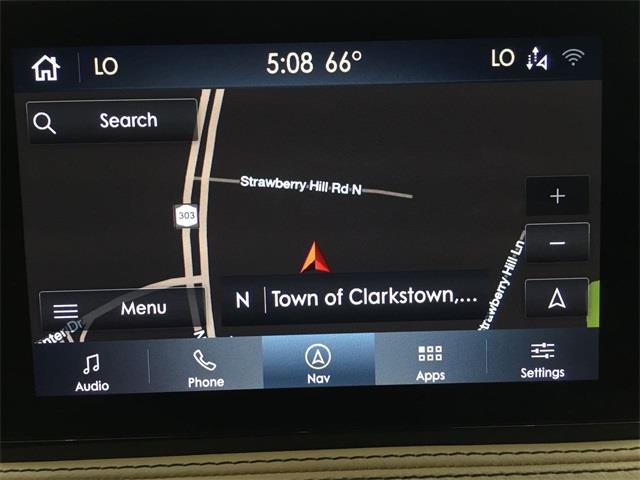 LO 5:08 66° LO
Search
Strawberry Hill Rd N
303
+
−
Strawberry Hill Ln
N Town of Clarkstown,...
Menu
Dr
N
Audio Phone Nav Apps Settings